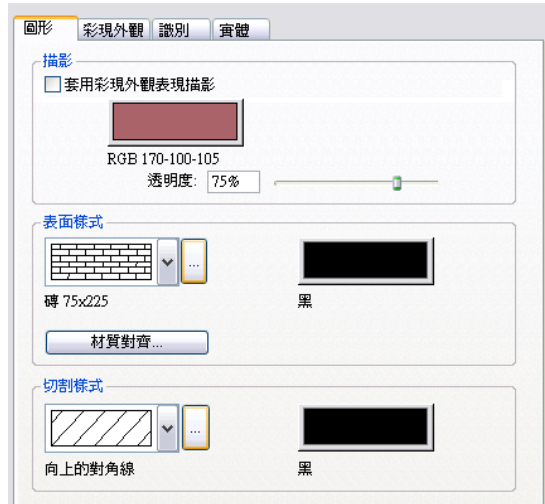 圖形 彩現外觀 識別 實體
描影
套用彩現外觀表現描影
RGB 170-100-105
透明度: 75%
表面樣式
...
磚 75x225 黑
材質對齊...
切割樣式
...
向上的對角線 黑